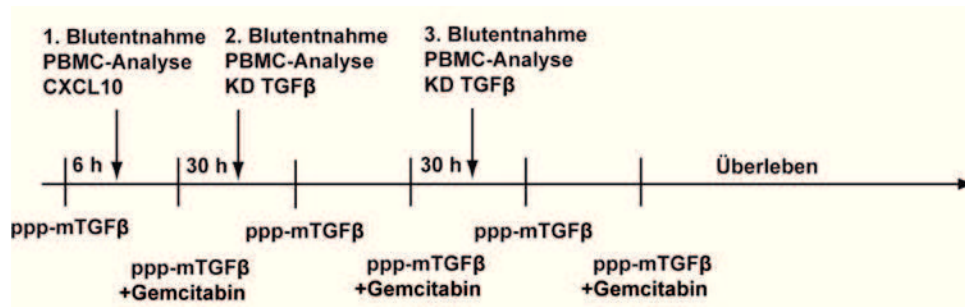 1. Blutentnahme
PBMC-Analyse
CXCL10
2. Blutentnahme
PBMC-Analyse
KD TGFβ
3. Blutentnahme
PBMC-Analyse
KD TGFβ
6 h
30 h
30 h
Überleben
ppp-mTGFβ
ppp-mTGFβ
+Gemcitabin
ppp-mTGFβ
ppp-mTGFβ
+Gemcitabin
ppp-mTGFβ
ppp-mTGFβ
+Gemcitabin